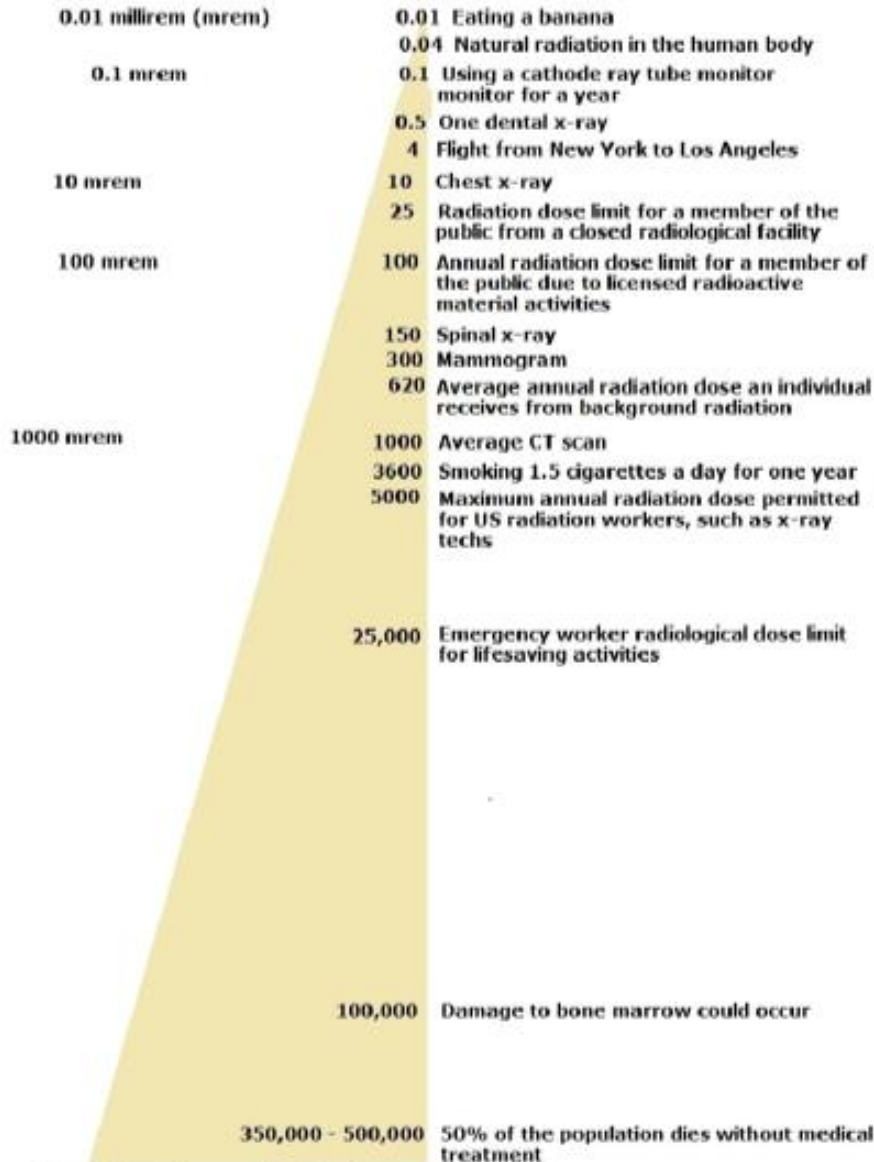 0.01 millirem (mrem) 0.01 Eating a banana
0.04 Natural radiation in the human body
0.1 mrem 0.1 Using a cathode ray tube monitor
monitor for a year
0.5 One dental x-ray
4 Flight from New York to Los Angeles
10 mrem 10 Chest x-ray
25 Radiation dose limit for a member of the
public from a closed radiological facility
100 mrem 100 Annual radiation dose limit for a member of
the public due to licensed radioactive
material activities
150 Spinal x-ray
300 Mammogram
620 Average annual radiation dose an individual
receives from background radiation
1000 mrem 1000 Average CT scan
3600 Smoking 1.5 cigarettes a day for one year
5000 Maximum annual radiation dose permitted
for US radiation workers, such as x-ray
techs
25,000 Emergency worker radiological dose limit
for lifesaving activities
100,000 Damage to bone marrow could occur
350,000 - 500,000 50% of the population dies without medical
treatment